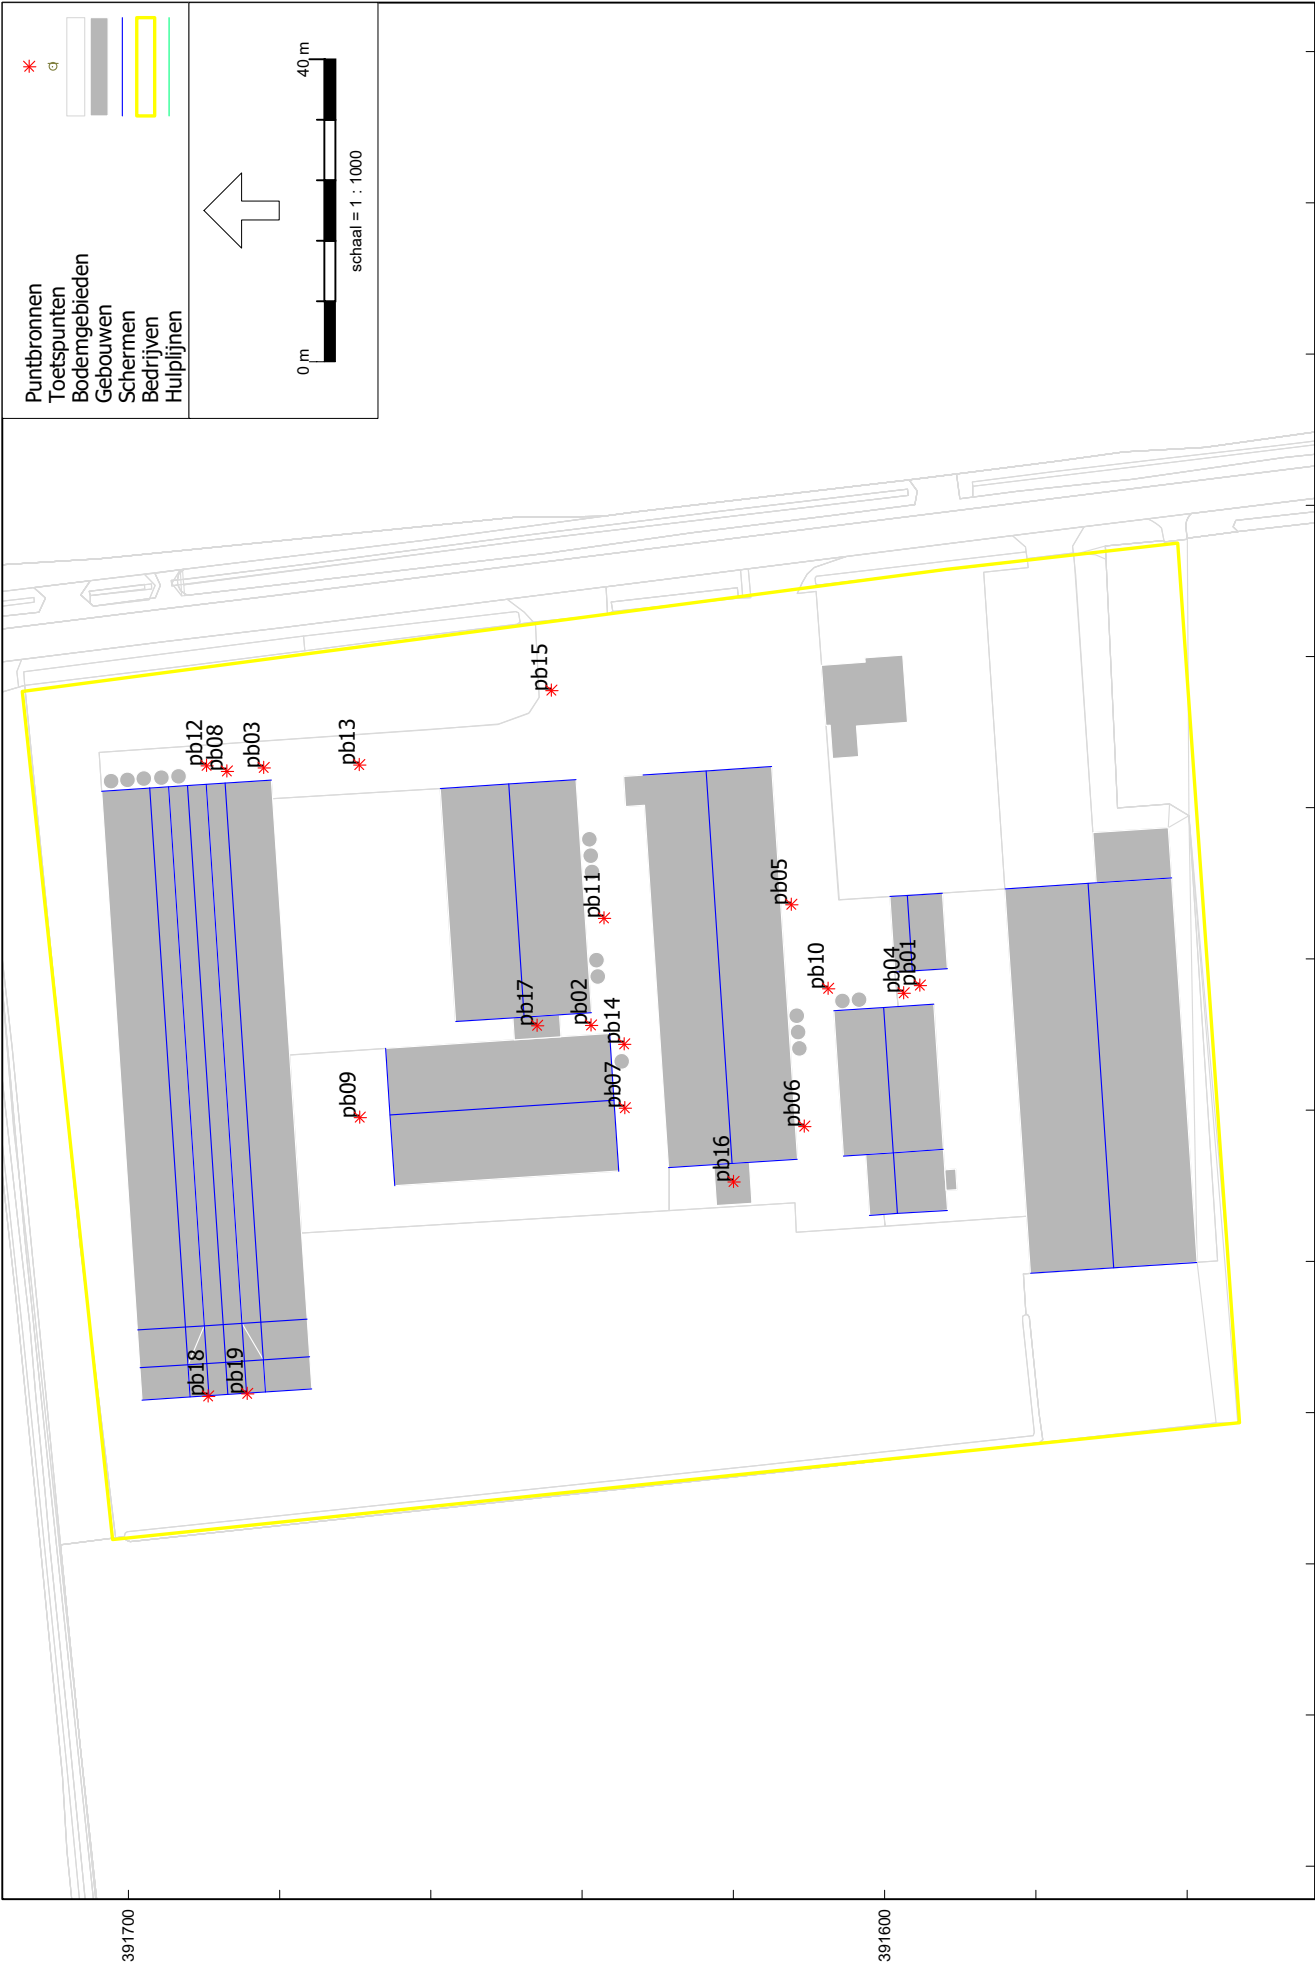 Puntbronnen
Toetspunten
Bodemgebieden
Gebouwen
Schermen
Bedrijven
Hulplijnen
0 m
40 m
schaal = 1 : 1000
pb12
pb08
pb03
pb13
pb15
pb11
pb05
pb10
pb04
pb01
pb17
pb02
pb14
pb07
pb09
pb06
pb16
pb18
pb19
391700
391600